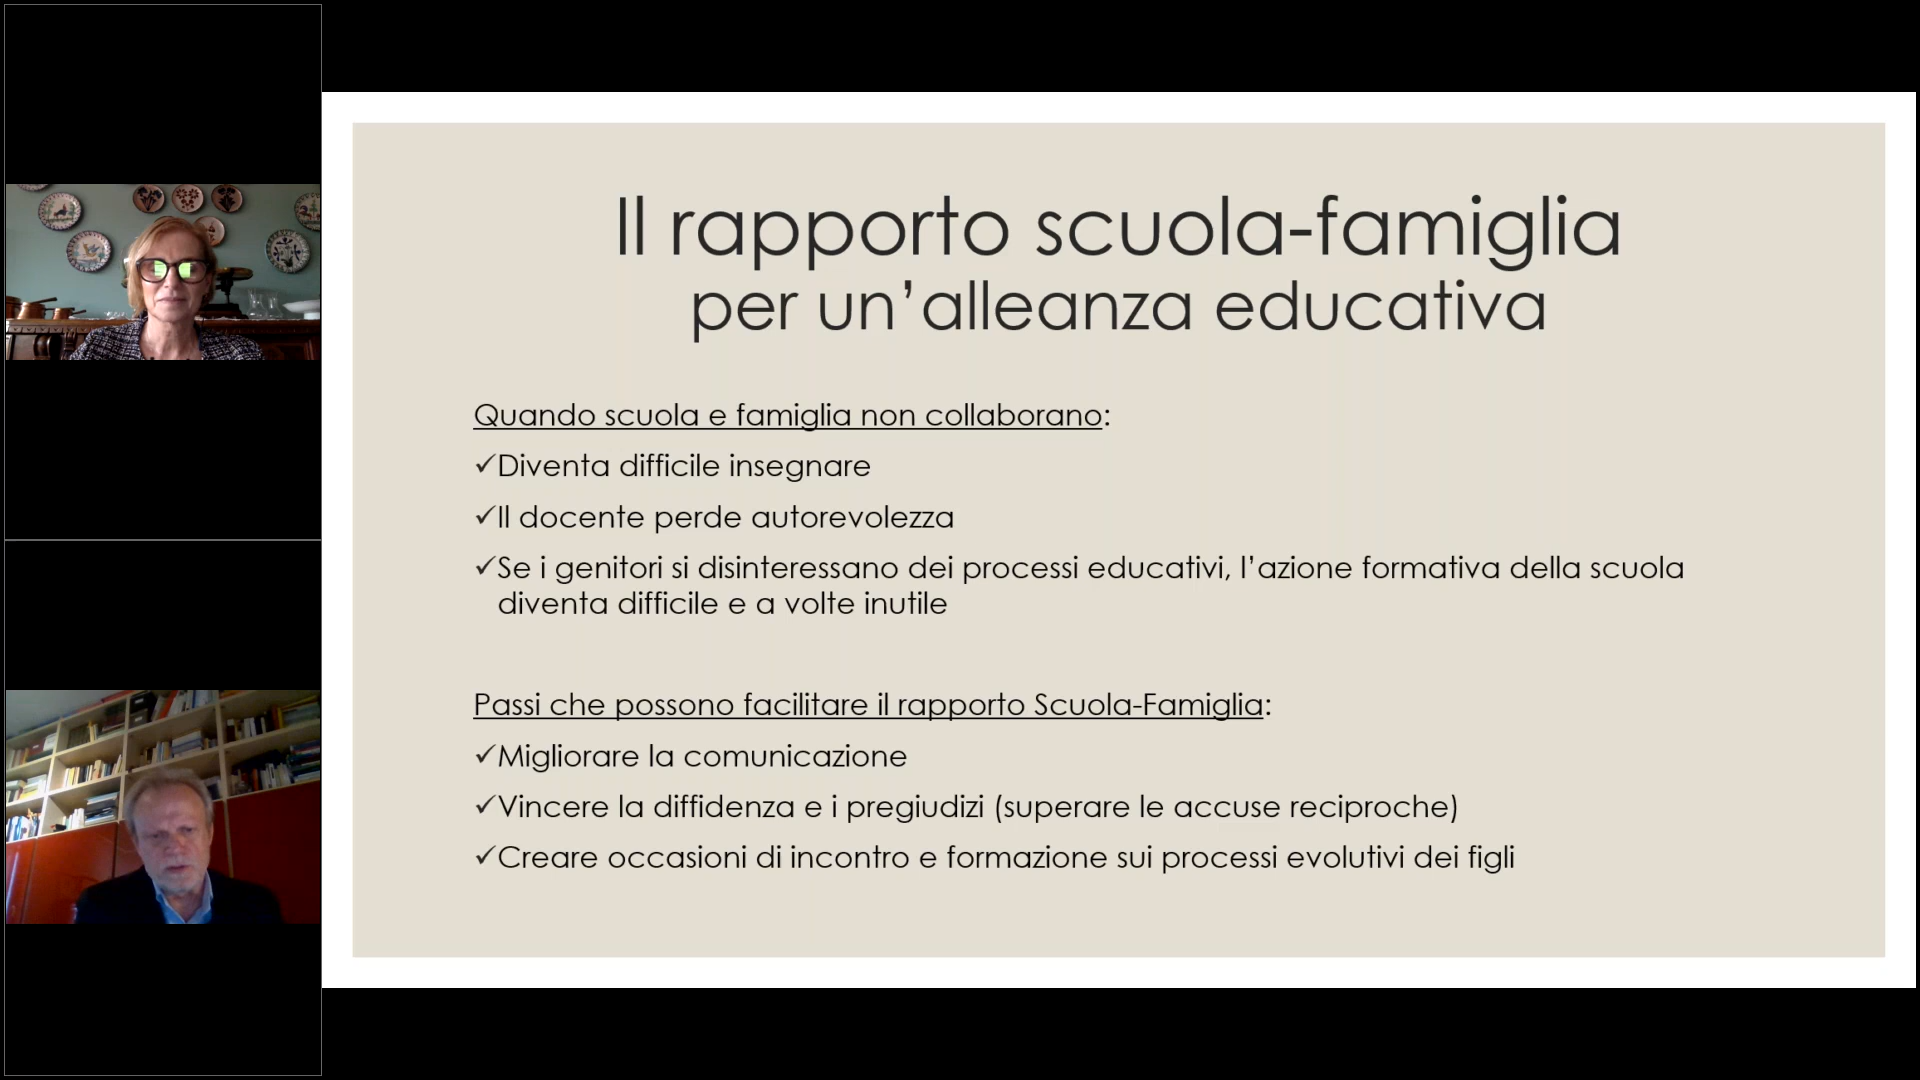 Il rapporto scuola-famiglia
per un’alleanza educativa
Quando scuola e famiglia non collaborano:
✓Diventa difficile insegnare
✓Il docente perde autorevolezza
✓Se i genitori si disinteressano dei processi educativi, l’azione formativa della scuola
diventa difficile e a volte inutile
Passi che possono facilitare il rapporto Scuola-Famiglia:
✓Migliorare la comunicazione
✓Vincere la diffidenza e i pregiudizi (superare le accuse reciproche)
✓Creare occasioni di incontro e formazione sui processi evolutivi dei figli